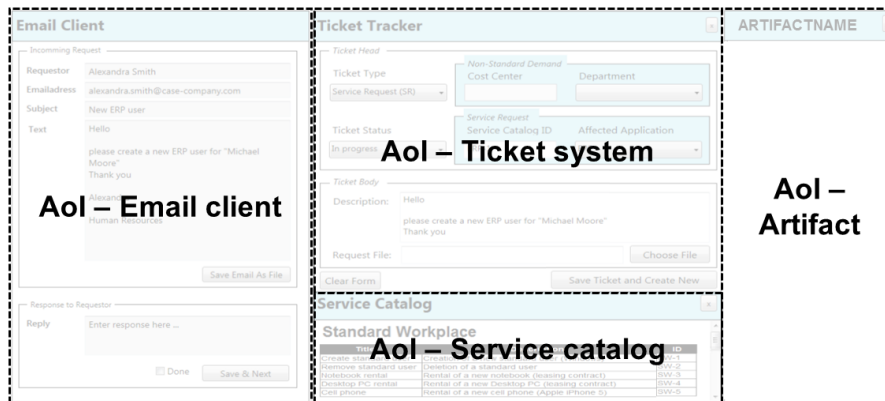 Email Client
Incomming Request
Requestor Alexandra Smith
Emailadress alexandra.smith@case-company.com
Subject New ERP user
Text Hello
please create a new ERP user for "Michael
Moore"
Thank you
AoI – Email client
Human Resources
Save Email As File
Response to Requestor
Reply Enter response here ...
Done Save & Next
Ticket Tracker
Ticket Head
Ticket Type
Service Request (SR)
Non-Standard Demand
Cost Center Department
Ticket Status
In progress
Service Request
Service Catalog ID Affected Application
AoI – Ticket system
Ticket Body
Description: Hello
please create a new ERP user for "Michael Moore"
Thank you
Request File: Choose File
Clear Form Save Ticket and Create New
Service Catalog
Standard Workplace
ID
AoI – Service catalog
Create SW-1
Remove standard user Deletion of a standard user SW-2
Notebook rental Rental of a new notebook (leasing contract) SW-3
Desktop PC rental Rental of a new Desktop PC (leasing contract) SW-4
Cell phone Rental of a new cell phone (Apple iPhone 5) SW-5
ARTIFACTNAME
AoI –
Artifact